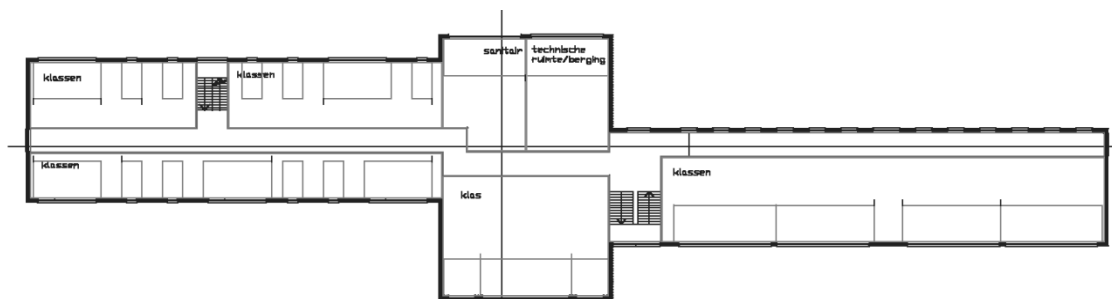 sanitair
technische
ruimte/berging
klassen
klassen
klassen
klassen
klas